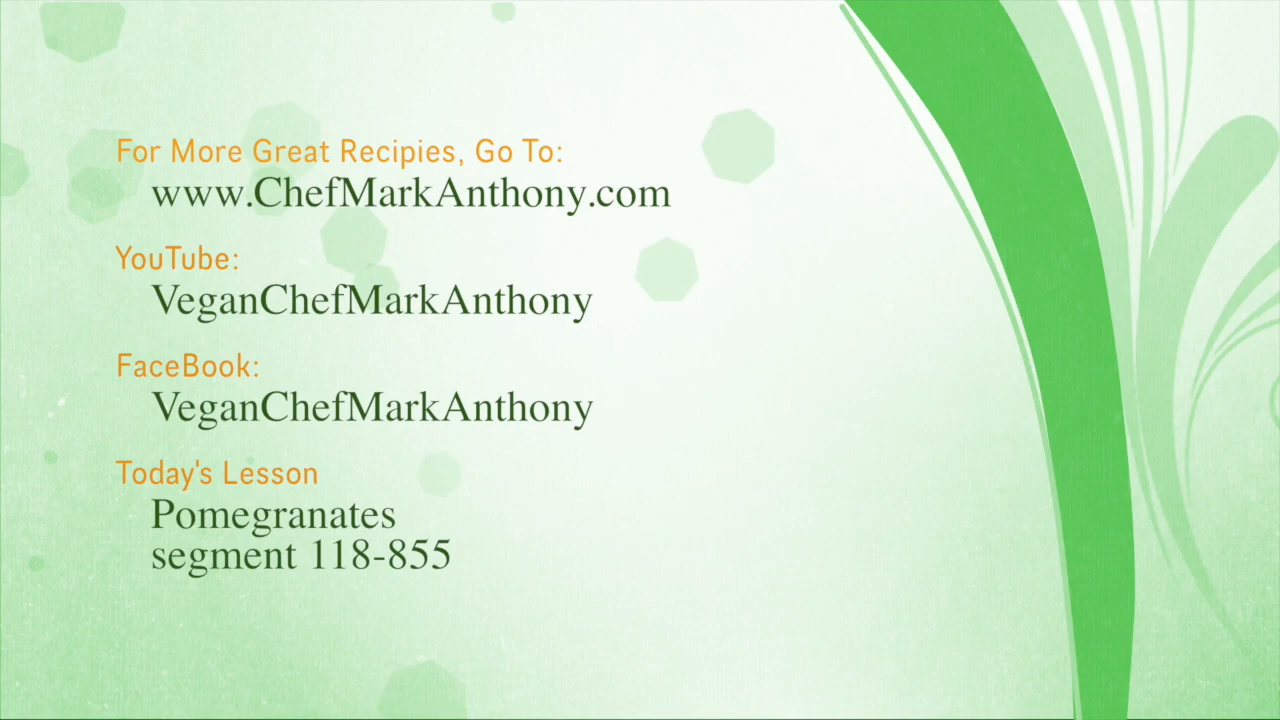 For More Great Recipies, Go To:
www.ChefMarkAnthony.com
YouTube:
VeganChefMarkAnthony
FaceBook:
VeganChefMarkAnthony
Today's Lesson
Pomegranates
segment 118-855